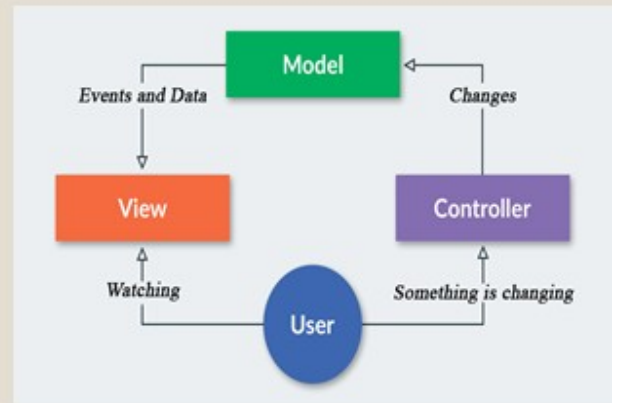 Model
Events and Data
Changes
View
Controller
Watching
Something is changing
User